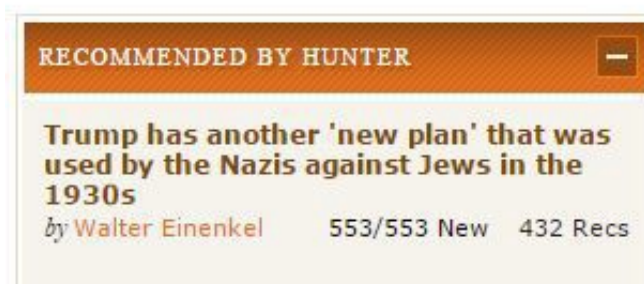 RECOMMENDED BY HUNTER
Trump has another 'new plan' that was
used by the Nazis against Jews in the
1930s
by Walter Einenkel 553/553 New 432 Recs